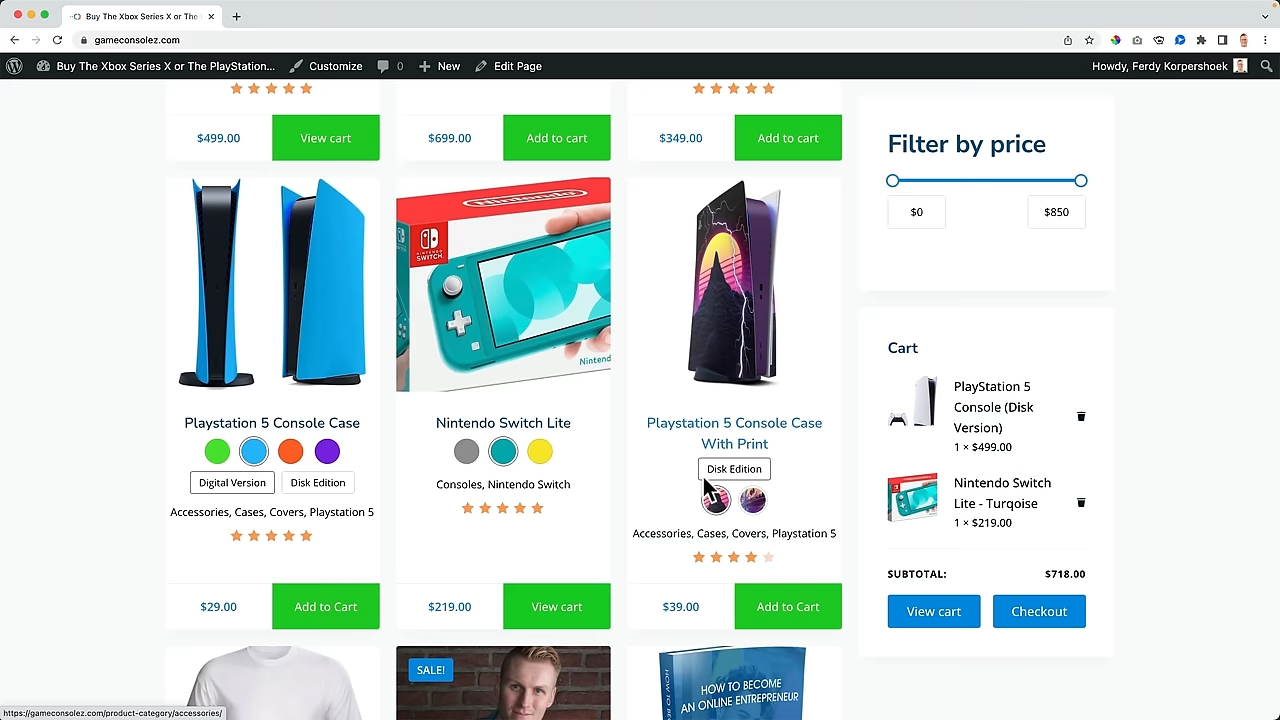 Buy The Xbox Series X or The
gameconsolez.com
Buy The Xbox Series X or The PlayStation...
Customize
0
New
Edit Page
Howdy, Ferdy Korpershoek
$499.00
View cart
$699.00
Add to cart
$349.00
Add to cart
Filter by price
$0
$850
Nintendo
NINTENDO
SWITCH
Nintendo
Playstation 5 Console Case
Digital Version
Disk Edition
Accessories, Cases, Covers, Playstation 5
$29.00
Add to Cart
Nintendo Switch Lite
Consoles, Nintendo Switch
$219.00
View cart
Playstation 5 Console Case
With Print
Disk Edition
Accessories, Cases, Covers, Playstation 5
$39.00
Add to Cart
Cart
PlayStation 5
Console (Disk
Version)
1 × $499.00
Nintendo Switch
Lite - Turqoise
1 × $219.00
SUBTOTAL:
$718.00
View cart
Checkout
SALE!
HOW TO BECOME
AN ONLINE ENTREPRENEUR
HOW TO B
https://gameconsolez.com/product-category/accessories/